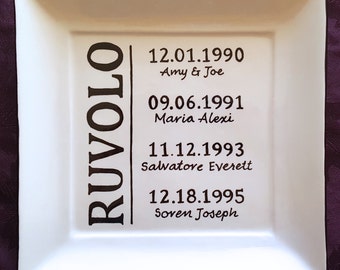 RUVOLO
12.01.1990
Amy & Joe
09.06.1991
Maria Alexi
11.12.1993
Salvatore Everett
12.18.1995
Soren Joseph